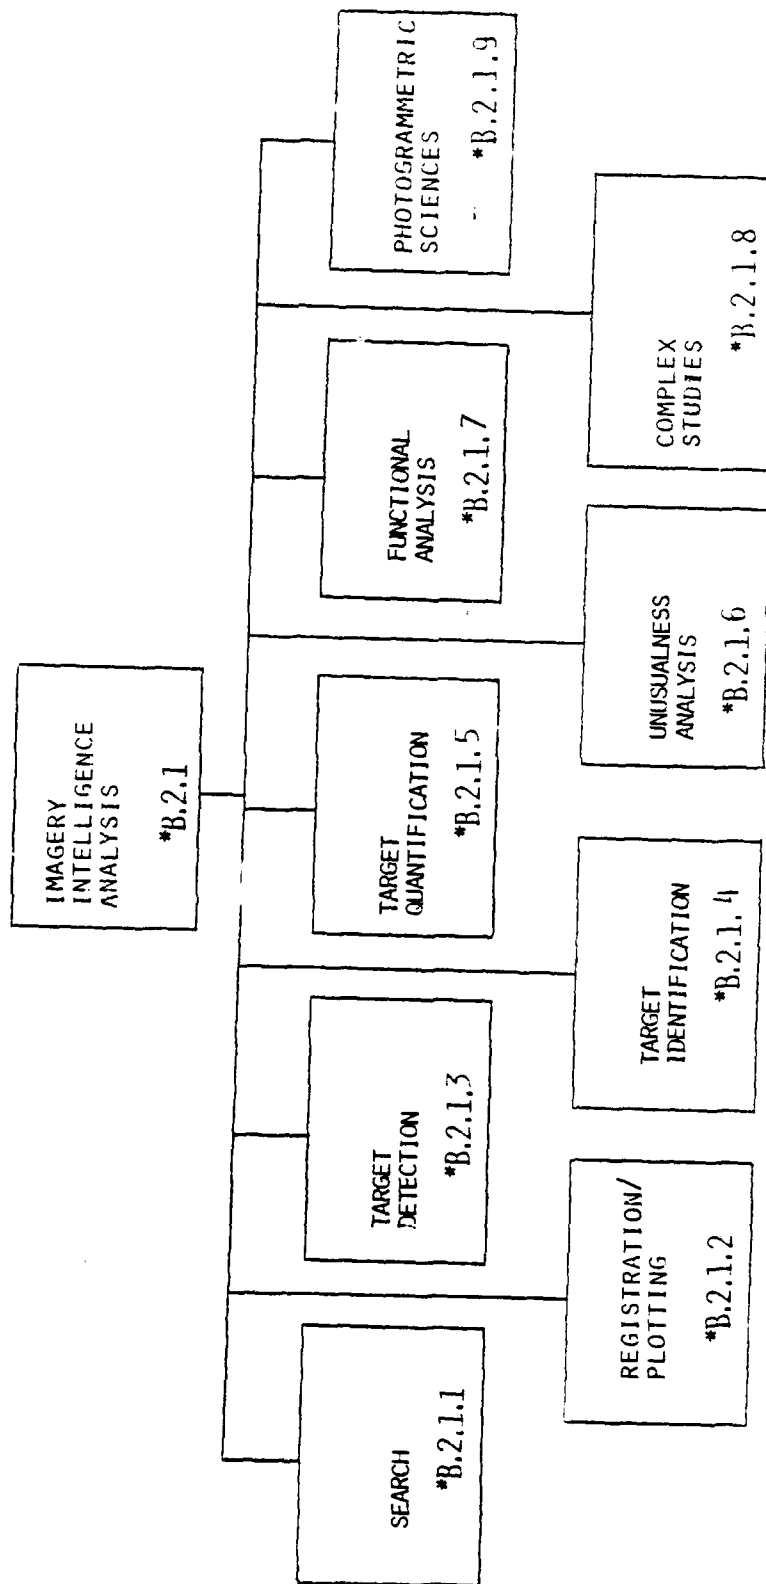 IMAGERY
INTELLIGENCE
ANALYSIS
*B.2.1
SEARCH
*B.2.1.1
REGISTRATION/
PLOTTING
*B.2.1.2
TARGET
DETECTION
*B.2.1.3
TARGET
IDENTIFICATION
*B.2.1.4
TARGET
QUANTIFICATION
*B.2.1.5
UNUSUALNESS
ANALYSIS
*B.2.1.6
FUNCTIONAL
ANALYSIS
*B.2.1.7
COMPLEX
STUDIES
*B.2.1.8
PHOTOGRAMMETRIC
SCIENCES
*B.2.1.9